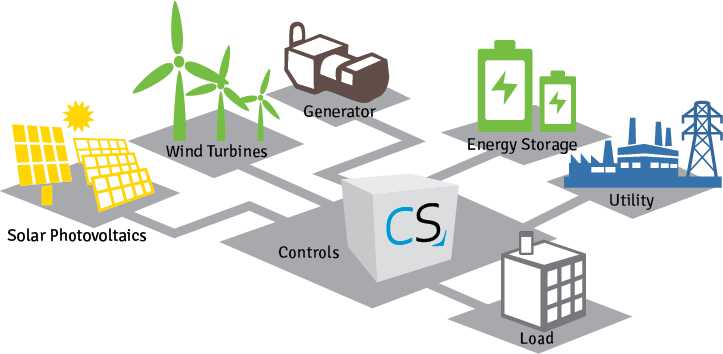 Generator
Wind Turbines
Energy Storage
Utility
Solar Photovoltaics
Controls
CS
Load